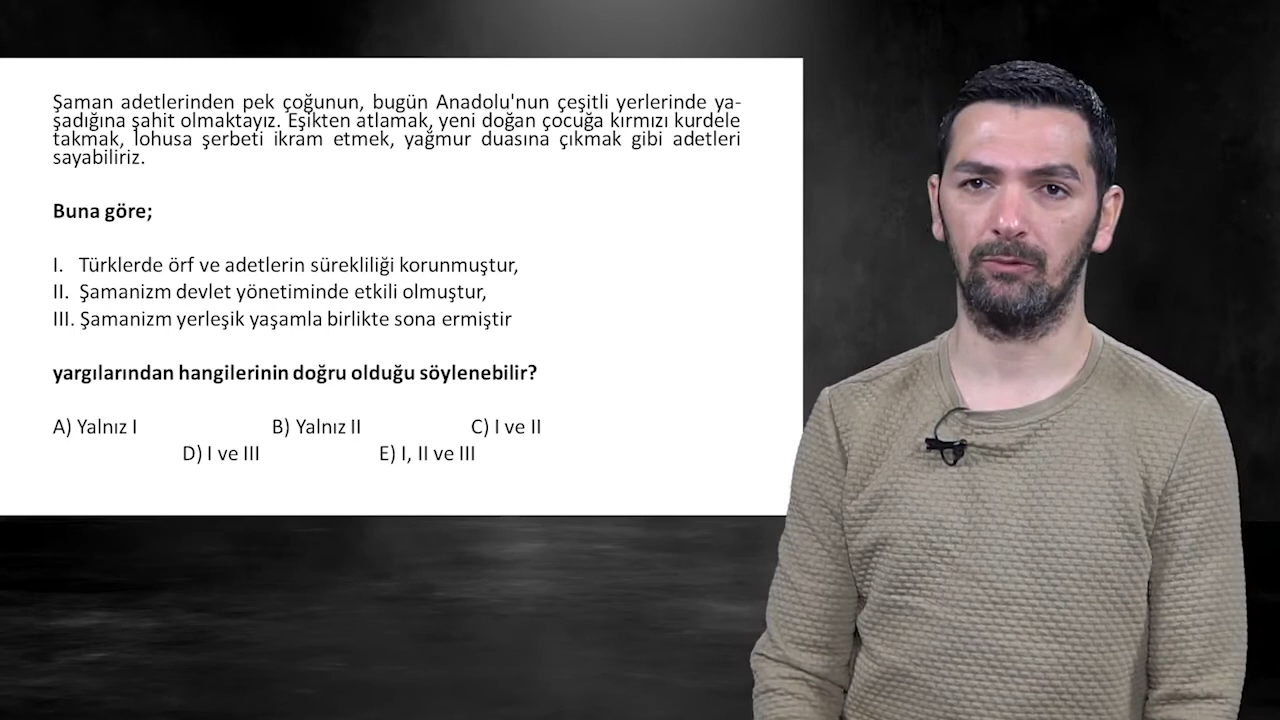 Şaman adetlerinden pek çoğunun, bugün Anadolu'nun çeşitli yerlerinde ya-
şadığına şahit olmaktayız. Eşikten atlamak, yeni doğan çocuğa kırmızı kurdele
takmak, lohusa şerbeti ikram etmek, yağmur duasına çıkmak gibi adetleri
sayabiliriz.
Buna göre;
I. Türklerde örf ve adetlerin sürekliliği korunmuştur,
II. Şamanizm devlet yönetiminde etkili olmuştur,
III. Şamanizm yerleşik yaşamla birlikte sona ermiştir
yargılarından hangilerinin doğru olduğu söylenebilir?
A) Yalnız I B) Yalnız II C) I ve II
D) I ve III E) I, II ve III